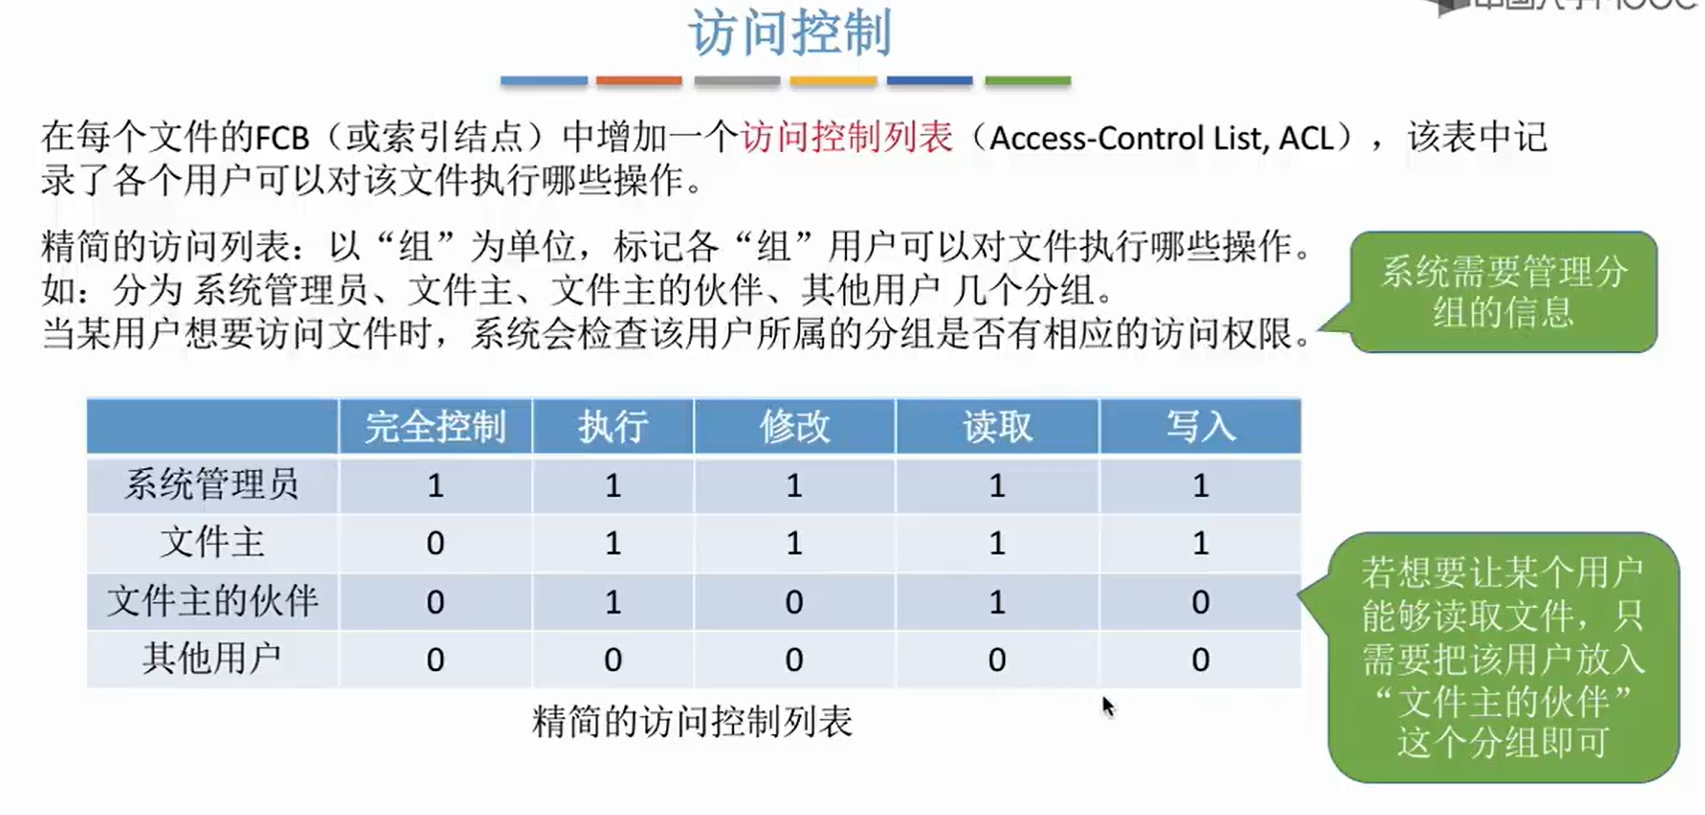 访问控制
在每个文件的FCB（或索引结点）中增加一个访问控制列表（Access-Control List, ACL），该表中记
录了各个用户可以对该文件执行哪些操作。
精简的访问列表：以“组”为单位，标记各“组”用户可以对文件执行哪些操作。
如：分为 系统管理员、文件主、文件主的伙伴、其他用户 几个分组。
当某用户想要访问文件时，系统会检查该用户所属的分组是否有相应的访问权限。
系统需要管理分
组的信息
完全控制 执行 修改 读取 写入
系统管理员 1 1 1 1 1
文件主 0 1 1 1 1
文件主的伙伴 0 1 0 1 0
其他用户 0 0 0 0 0
精简的访问控制列表
若想要让某个用户
能够读取文件，只
需要把该用户放入
“文件主的伙伴”
这个分组即可